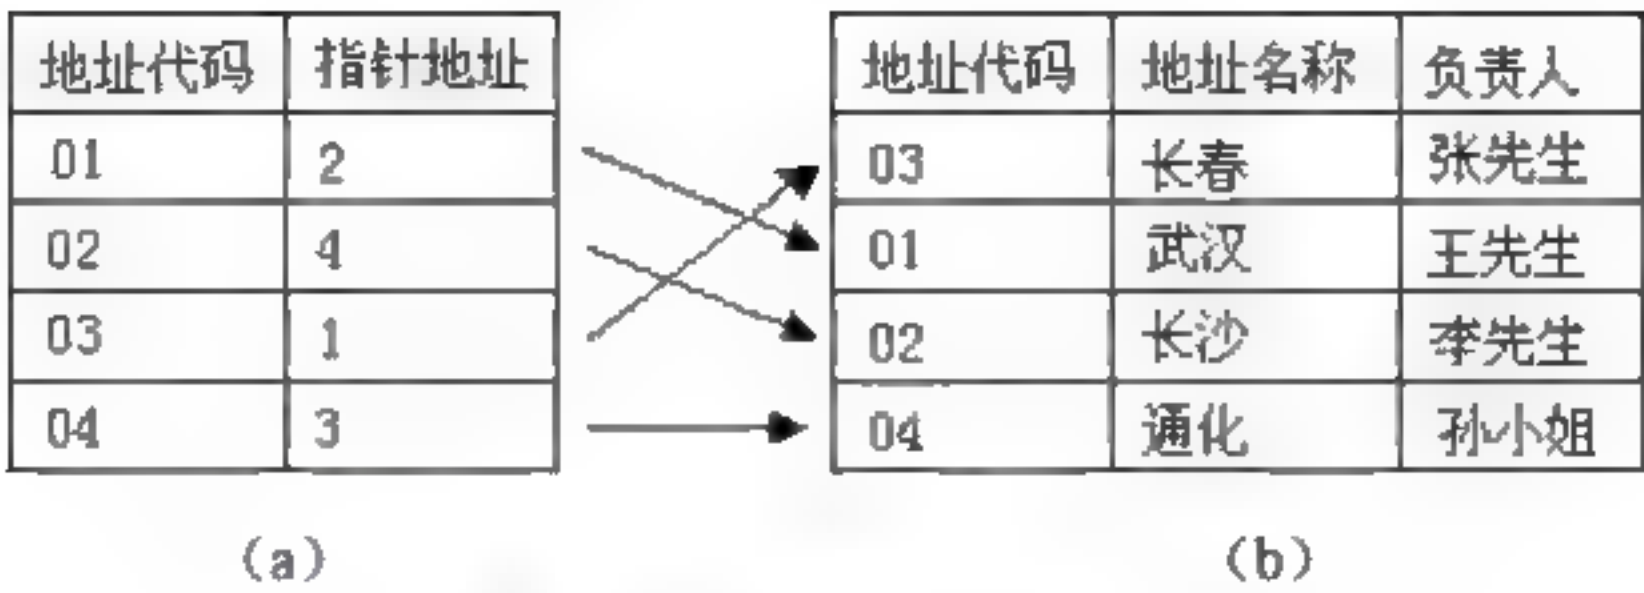 地址代码 指针地址
01 2
02 4
03 1
04 3
(a)
地址代码 地址名称 负责人
03 长春 张先生
01 武汉 王先生
02 长沙 李先生
04 通化 孙小姐
(b)